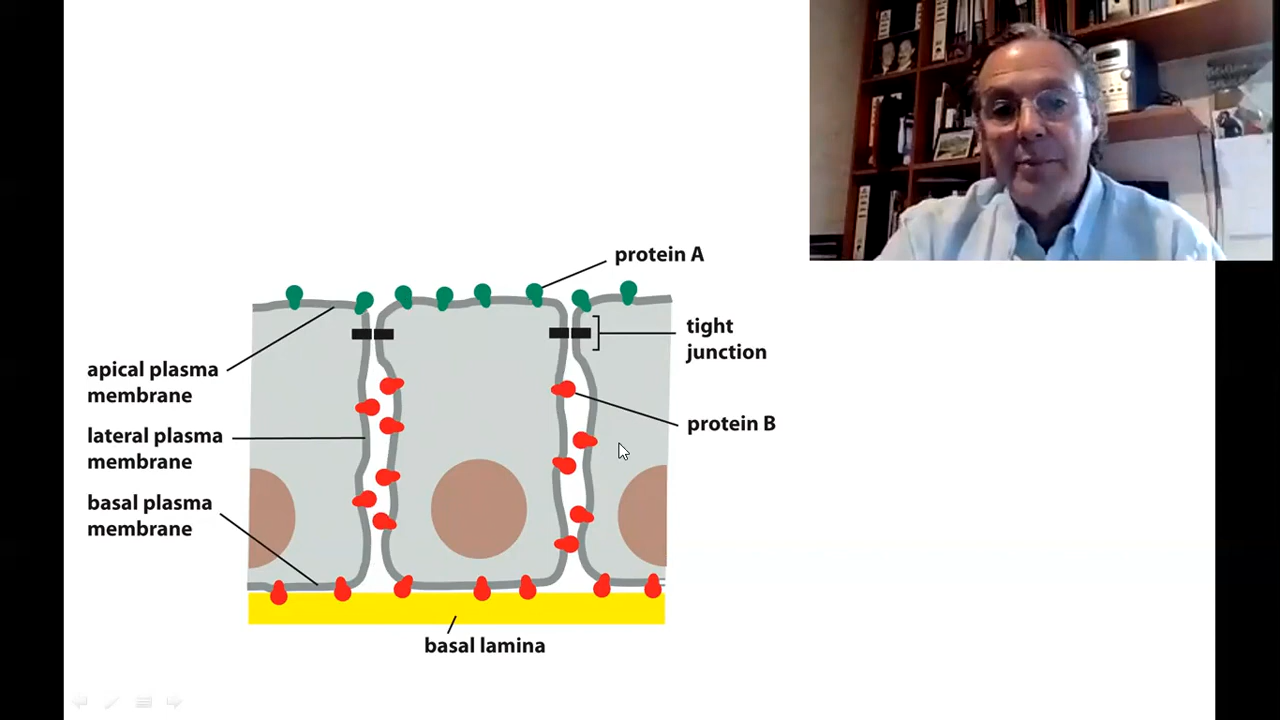 protein A
tight
junction
apical plasma
membrane
protein B
lateral plasma
membrane
basal plasma
membrane
basal lamina